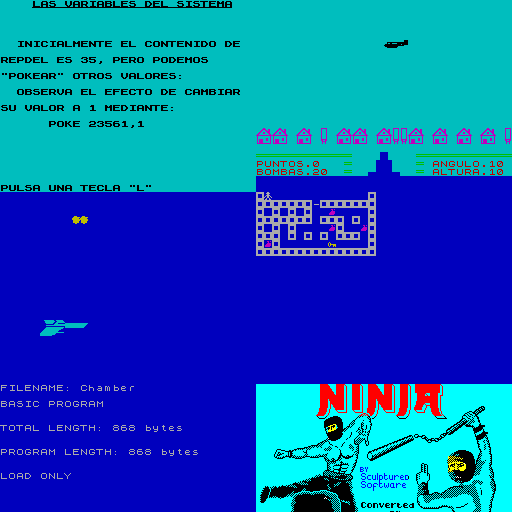 LAS VARIABLES DEL SISTEMA
INICIALMENTE EL CONTENIDO DE
REPDEL ES 35, PERO PODEMOS
"POKEAR" OTROS VALORES:
OBSERVA EL EFECTO DE CAMBIAR
SU VALOR A 1 MEDIANTE:
POKE 23561,1
PULSA UNA TECLA "L"
PUNTOS.0
ANGULO.10
BOMBAS.20
ALTURA.10
FILENAME: Chamber
BASIC PROGRAM
TOTAL LENGTH: 868 bytes
PROGRAM LENGTH: 868 bytes
LOAD ONLY
NINJA
BY
Sculptured
Software
Converted